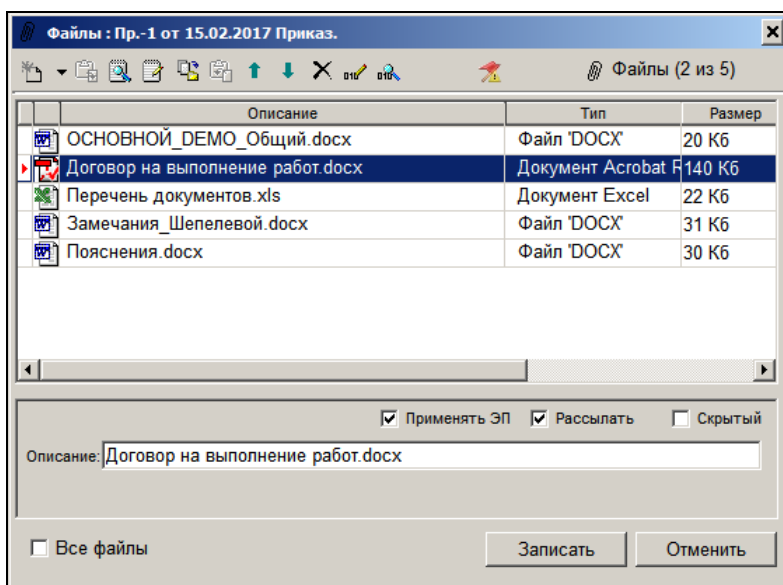 Файлы : Пр.-1 от 15.02.2017 Приказ.
Файлы (2 из 5)
Описание Тип Размер
ОСНОВНОЙ_DEMO_Общий.docx Файл 'DOCX' 20 Кб
Договор на выполнение работ.docx Документ Acrobat R 140 Кб
Перечень документов.xls Документ Excel 22 Кб
Замечания_Шепелевой.docx Файл 'DOCX' 31 Кб
Пояснения.docx Файл 'DOCX' 30 Кб
Применять ЭП Рассылать Скрытый
Описание: Договор на выполнение работ.docx
Все файлы Записать Отменить